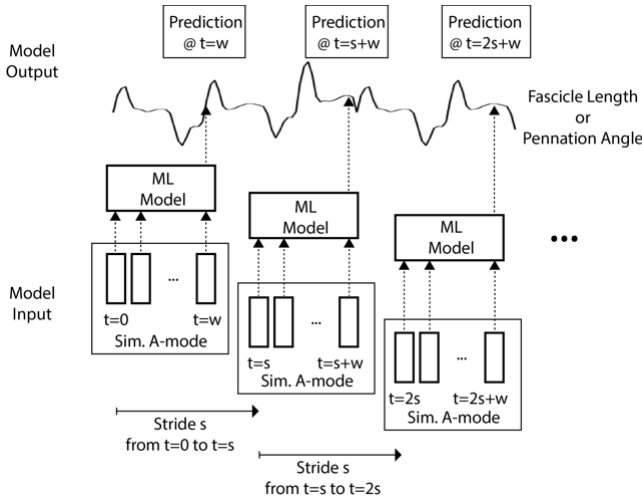 Model
Output
Prediction
@ t=w
Prediction
@ t=s+w
Prediction
@ t=2s+w
Fascicle Length
or
Pennation Angle
ML
Model
ML
Model
ML
Model
...
Model
Input
...
t=0
t=w
Sim. A-mode
...
t=s
t=s+w
Sim. A-mode
...
t=2s
t=2s+w
Sim. A-mode
Stride s
from t=0 to t=s
Stride s
from t=s to t=2s